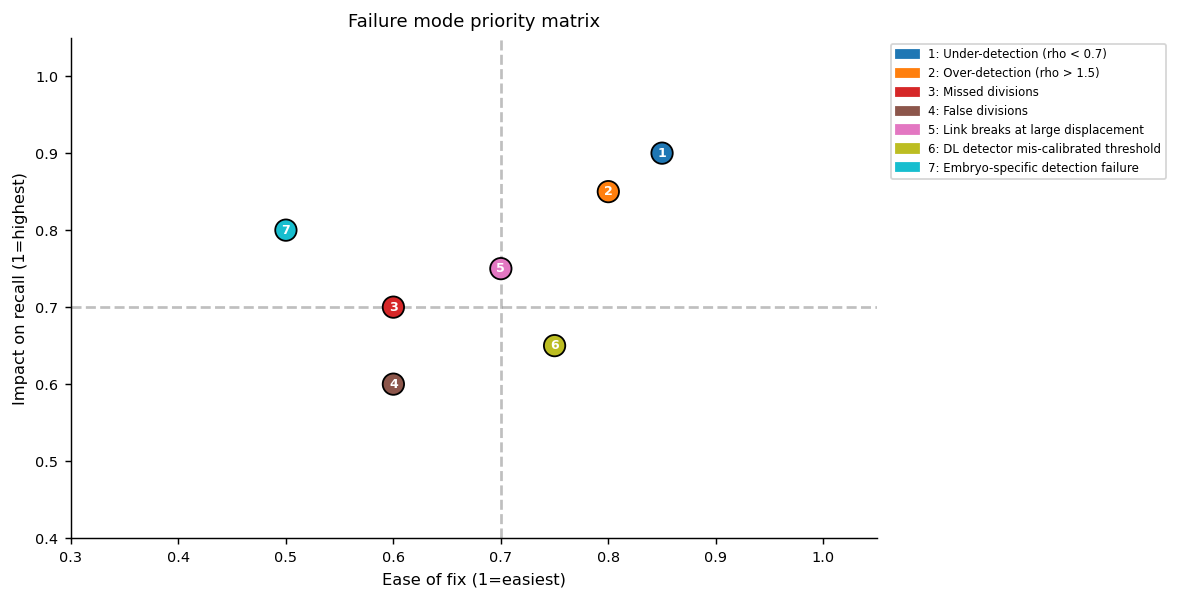 Failure mode priority matrix
1: Under-detection (rho < 0.7)
2: Over-detection (rho > 1.5)
3: Missed divisions
4: False divisions
5: Link breaks at large displacement
6: DL detector mis-calibrated threshold
7: Embryo-specific detection failure
Impact on recall (1=highest)
1.0
0.9
0.8
0.7
0.6
0.5
0.4
1
2
7
5
3
6
4
0.3
0.4
0.5
0.6
0.7
0.8
0.9
1.0
Ease of fix (1=easiest)